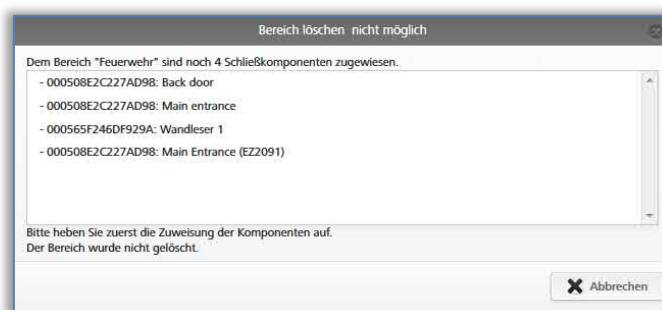 Bereich löschen nicht möglich
Dem Bereich "Feuerwehr" sind noch 4 Schließkomponenten zugewiesen.
- 000508E2C227AD98: Back door
- 000508E2C227AD98: Main entrance
- 000565F246DF929A: Wandleser 1
- 000508E2C227AD98: Main Entrance (EZ2091)
Bitte heben Sie zuerst die Zuweisung der Komponenten auf.
Der Bereich wurde nicht gelöscht.
Abbrechen